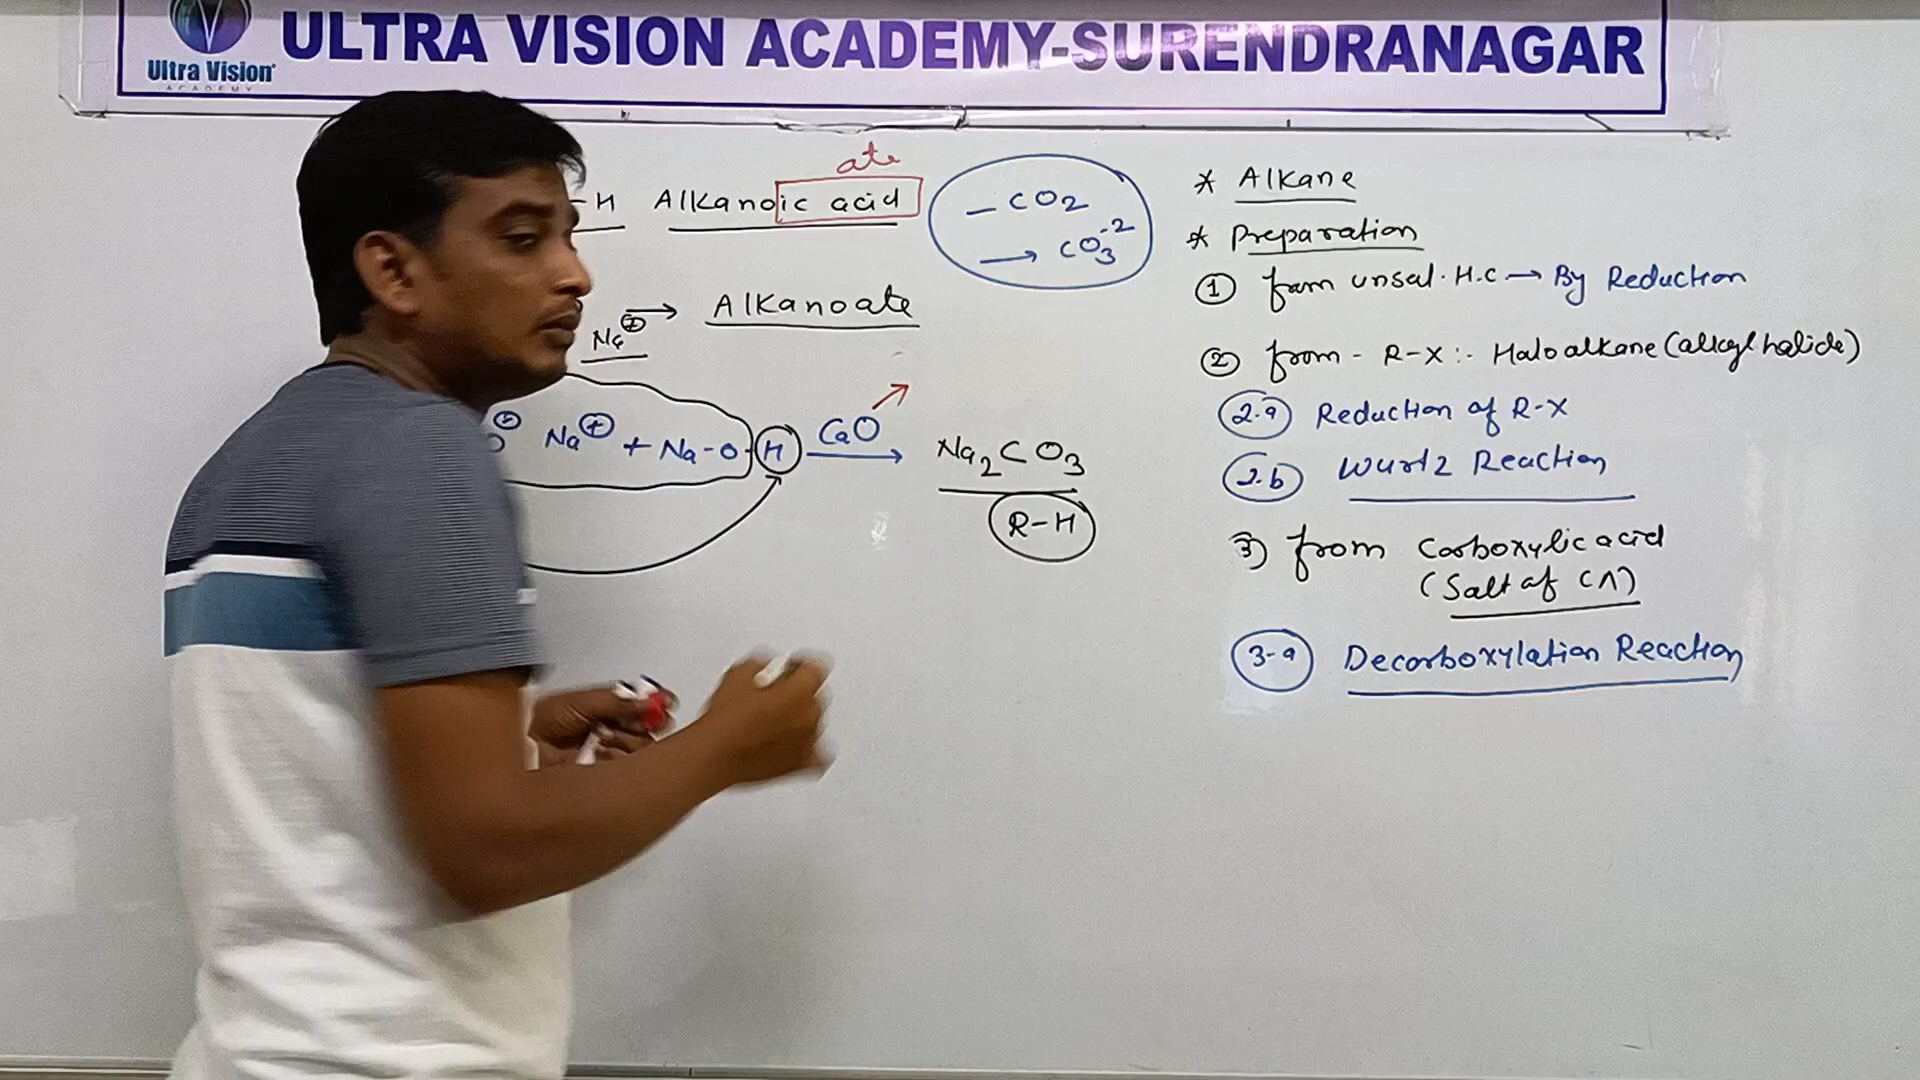 ULTRA VISION ACADEMY-SURENDRANAGAR
Ultra Vision
ACADEMY
ate
-H Alkanoic acid
- CO2
→ CO3-2
Na⊕ → Alkanoate
Na⊕ + Na-O-H CaO → Na2CO3
R-H
* Alkane
* Preparation
① from unsat. H.C → By Reduction
② from - R-X :- Haloalkane (alkyl halide)
2.a Reduction of R-X
2.b Wurtz Reaction
3) from Carboxylic acid
(Salt of CA)
3-a Decarboxylation Reaction